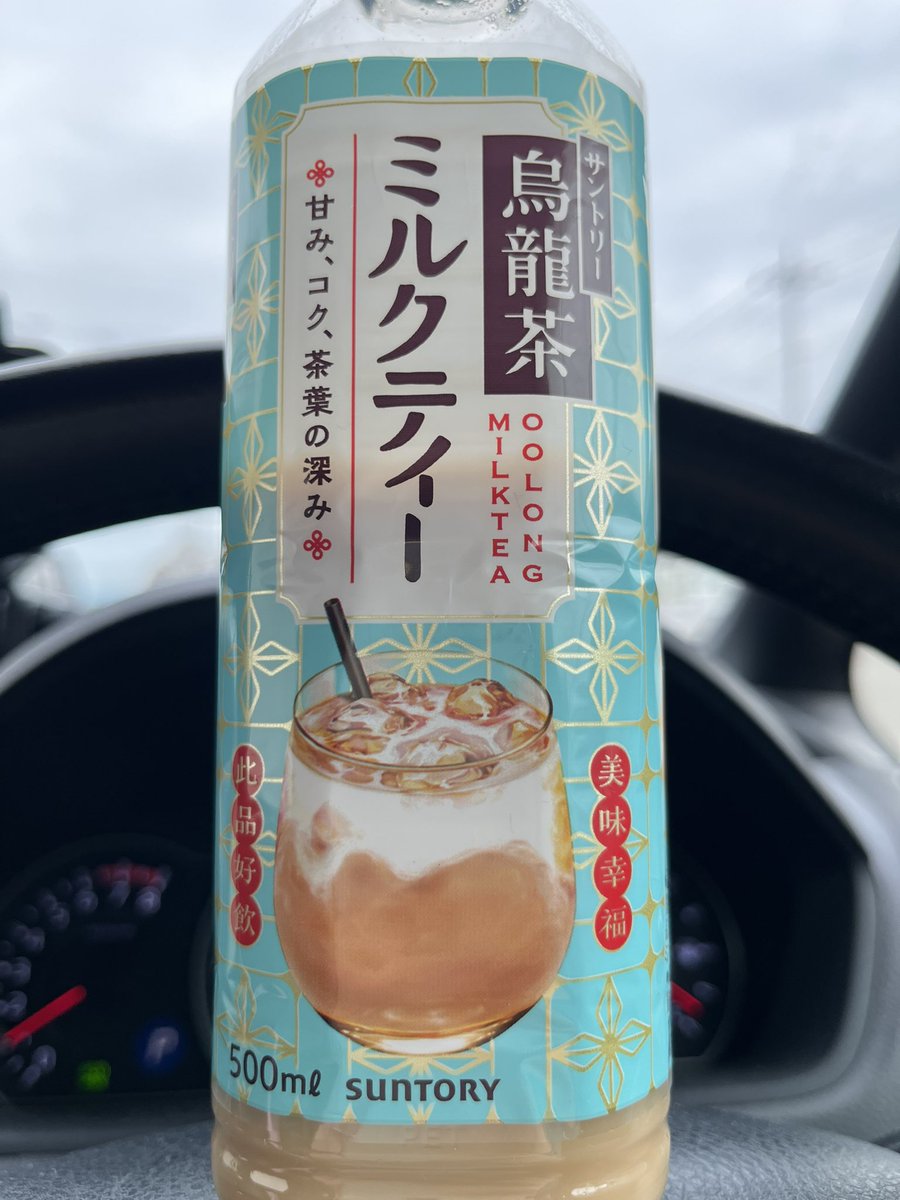 サントリー
烏龍茶
ミルクティー
甘み、コク、茶葉の深み
OOLONG
MILKTEA
美味幸福
此品好飲
500ml
SUNTORY